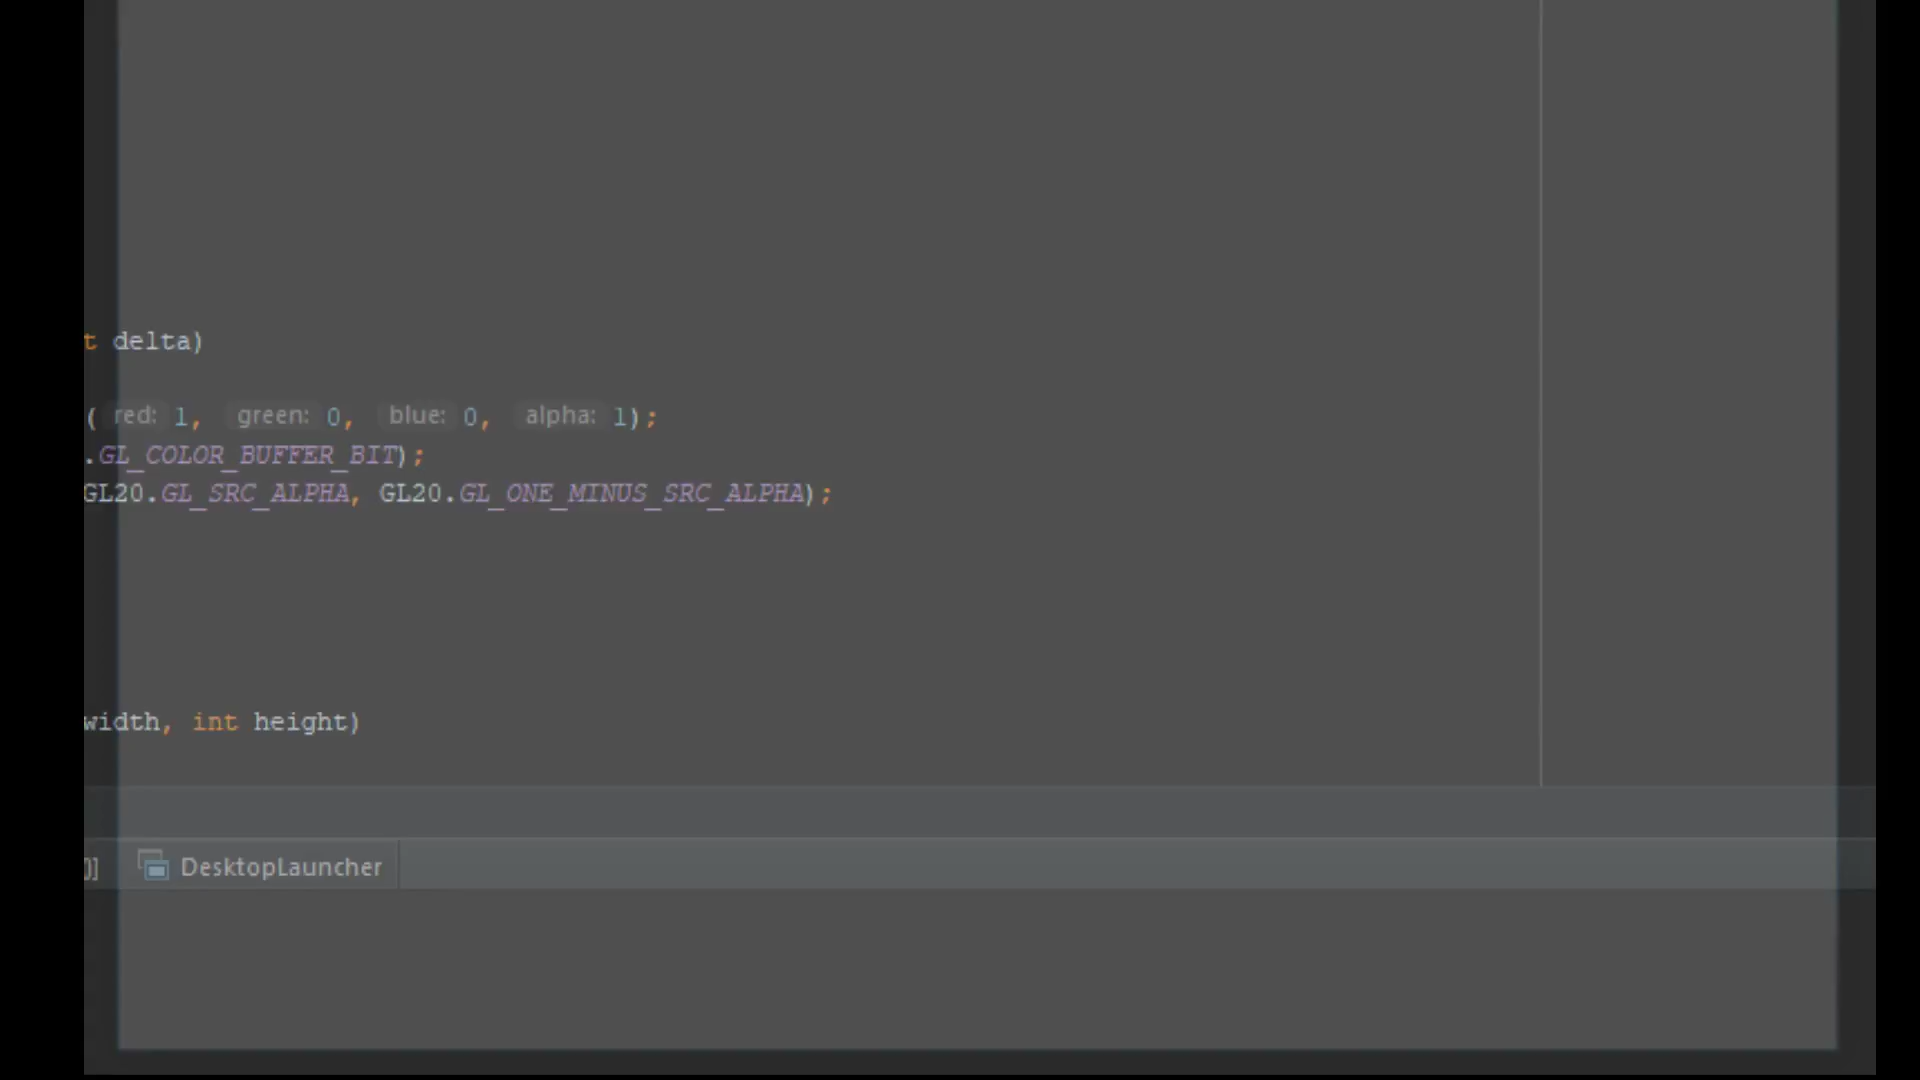 t delta)
( red: 1, green: 0, blue: 0, alpha: 1);
.GL_COLOR_BUFFER_BIT);
GL20.GL_SRC_ALPHA, GL20.GL_ONE_MINUS_SRC_ALPHA);
width, int height)
)] DesktopLauncher